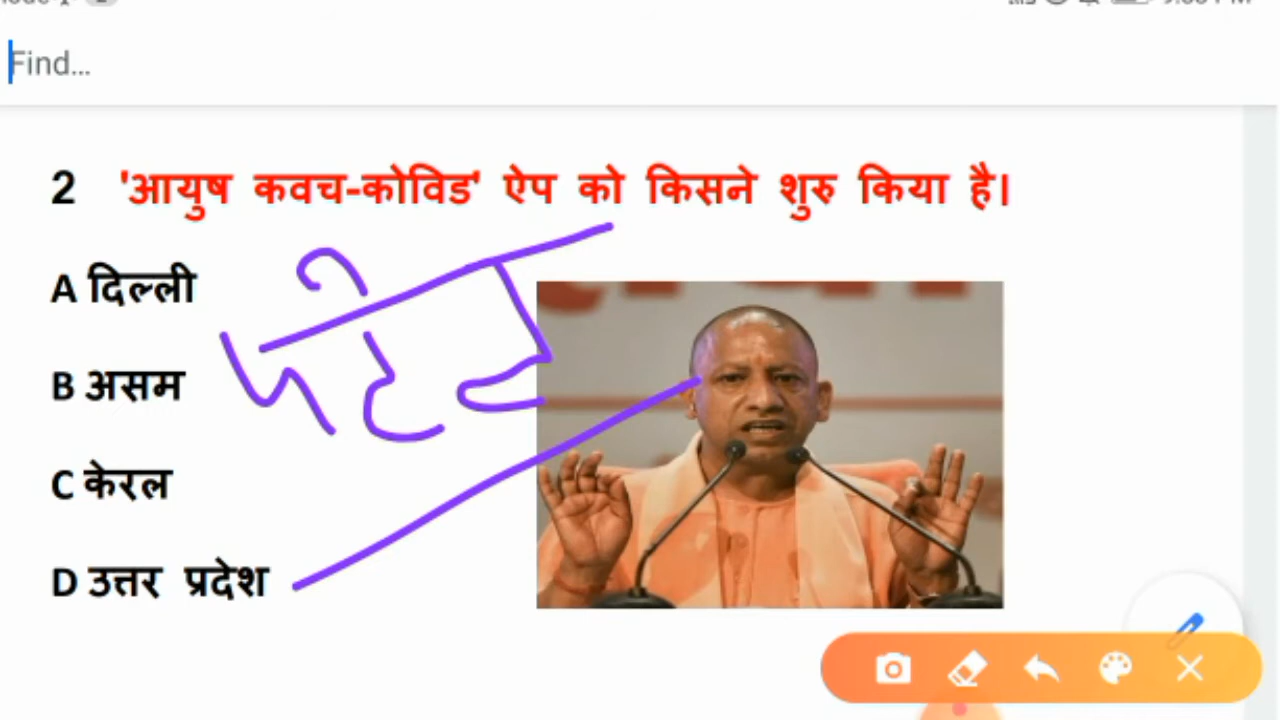 Find...
2 'आयुष कवच-कोविड' ऐप को किसने शुरु किया है।
A दिल्ली
B असम
C केरल
D उत्तर प्रदेश